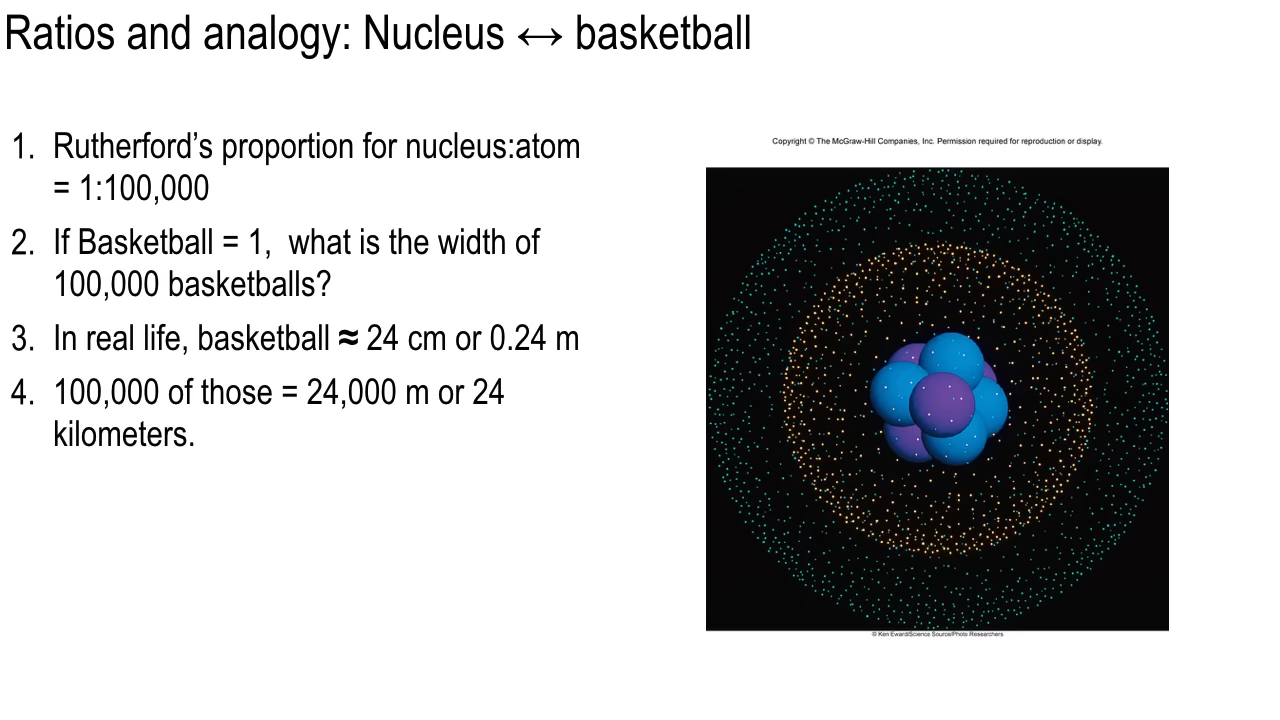 Ratios and analogy: Nucleus ↔ basketball
1. Rutherford’s proportion for nucleus:atom
= 1:100,000
2. If Basketball = 1,  what is the width of
100,000 basketballs?
3. In real life, basketball ≈ 24 cm or 0.24 m
4. 100,000 of those = 24,000 m or 24
kilometers.
Copyright © The McGraw-Hill Companies, Inc. Permission required for reproduction or display.
© Ken Eward/Science Source/Photo Researchers